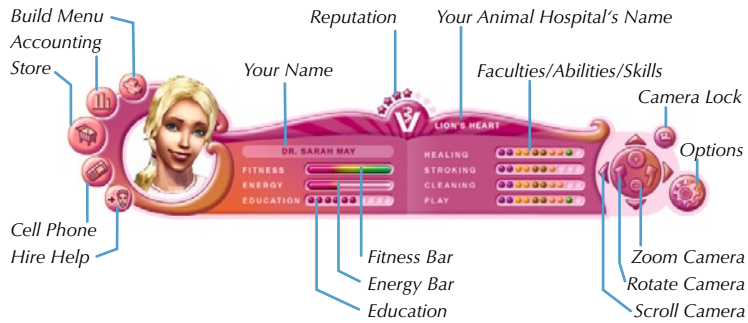 Build Menu
Accounting
Store
Reputation
Your Animal Hospital's Name
Your Name
Faculties/Abilities/Skills
Camera Lock
Options
LION'S HEART
DR. SARAH MAY
FITNESS
ENERGY
EDUCATION
HEALING
STROKING
CLEANING
PLAY
Cell Phone
Hire Help
Fitness Bar
Energy Bar
Education
Zoom Camera
Rotate Camera
Scroll Camera